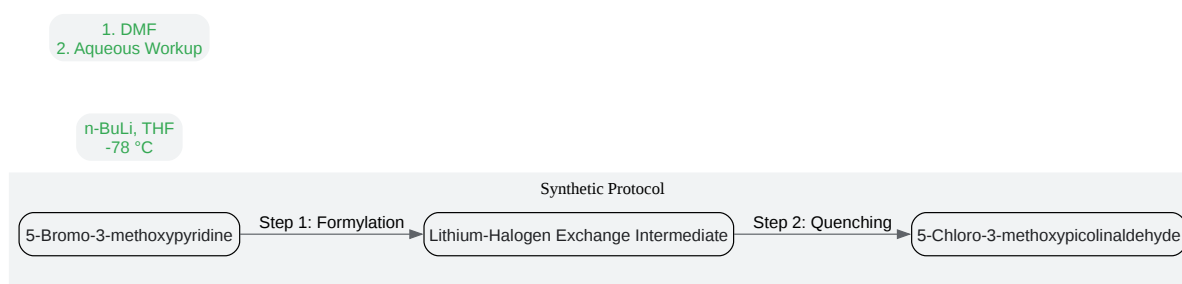 1. DMF
2. Aqueous Workup
n-BuLi, THF
-78 °C
Synthetic Protocol
5-Bromo-3-methoxypyridine
Step 1: Formylation
Lithium-Halogen Exchange Intermediate
Step 2: Quenching
5-Chloro-3-methoxypicolinaldehyde